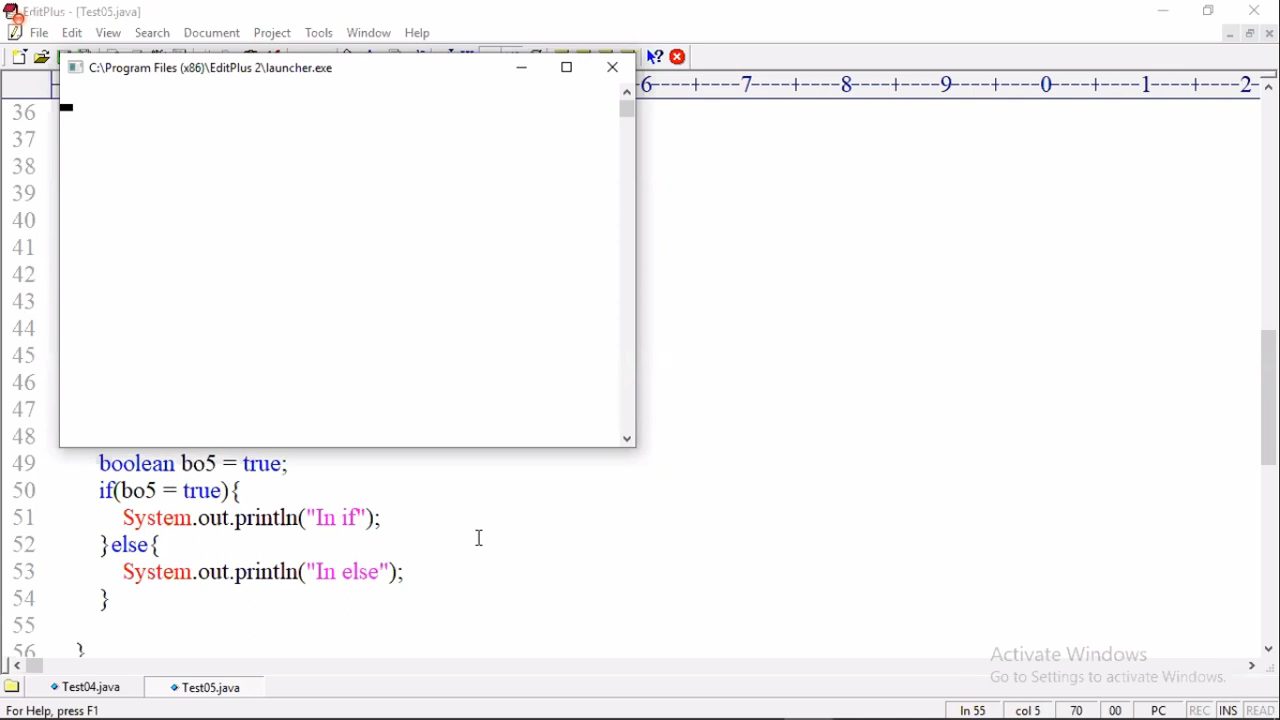 EditPlus - [Test05.java]
File Edit View Search Document Project Tools Window Help
C:\Program Files (x86)\EditPlus 2\launcher.exe
6----+----7----+----8----+----9----+----0----+----1----+----2-
36
37
38
39
40
41
42
43
44
45
46
47
48
49 boolean bo5 = true;
50 if(bo5 = true){
51 System.out.println("In if");
52 }else{
53 System.out.println("In else");
54 }
55
56 }
Activate Windows
Go to Settings to activate Windows.
Test04.java Test05.java
For Help, press F1 ln 55 col 5 70 00 PC REC INS READ